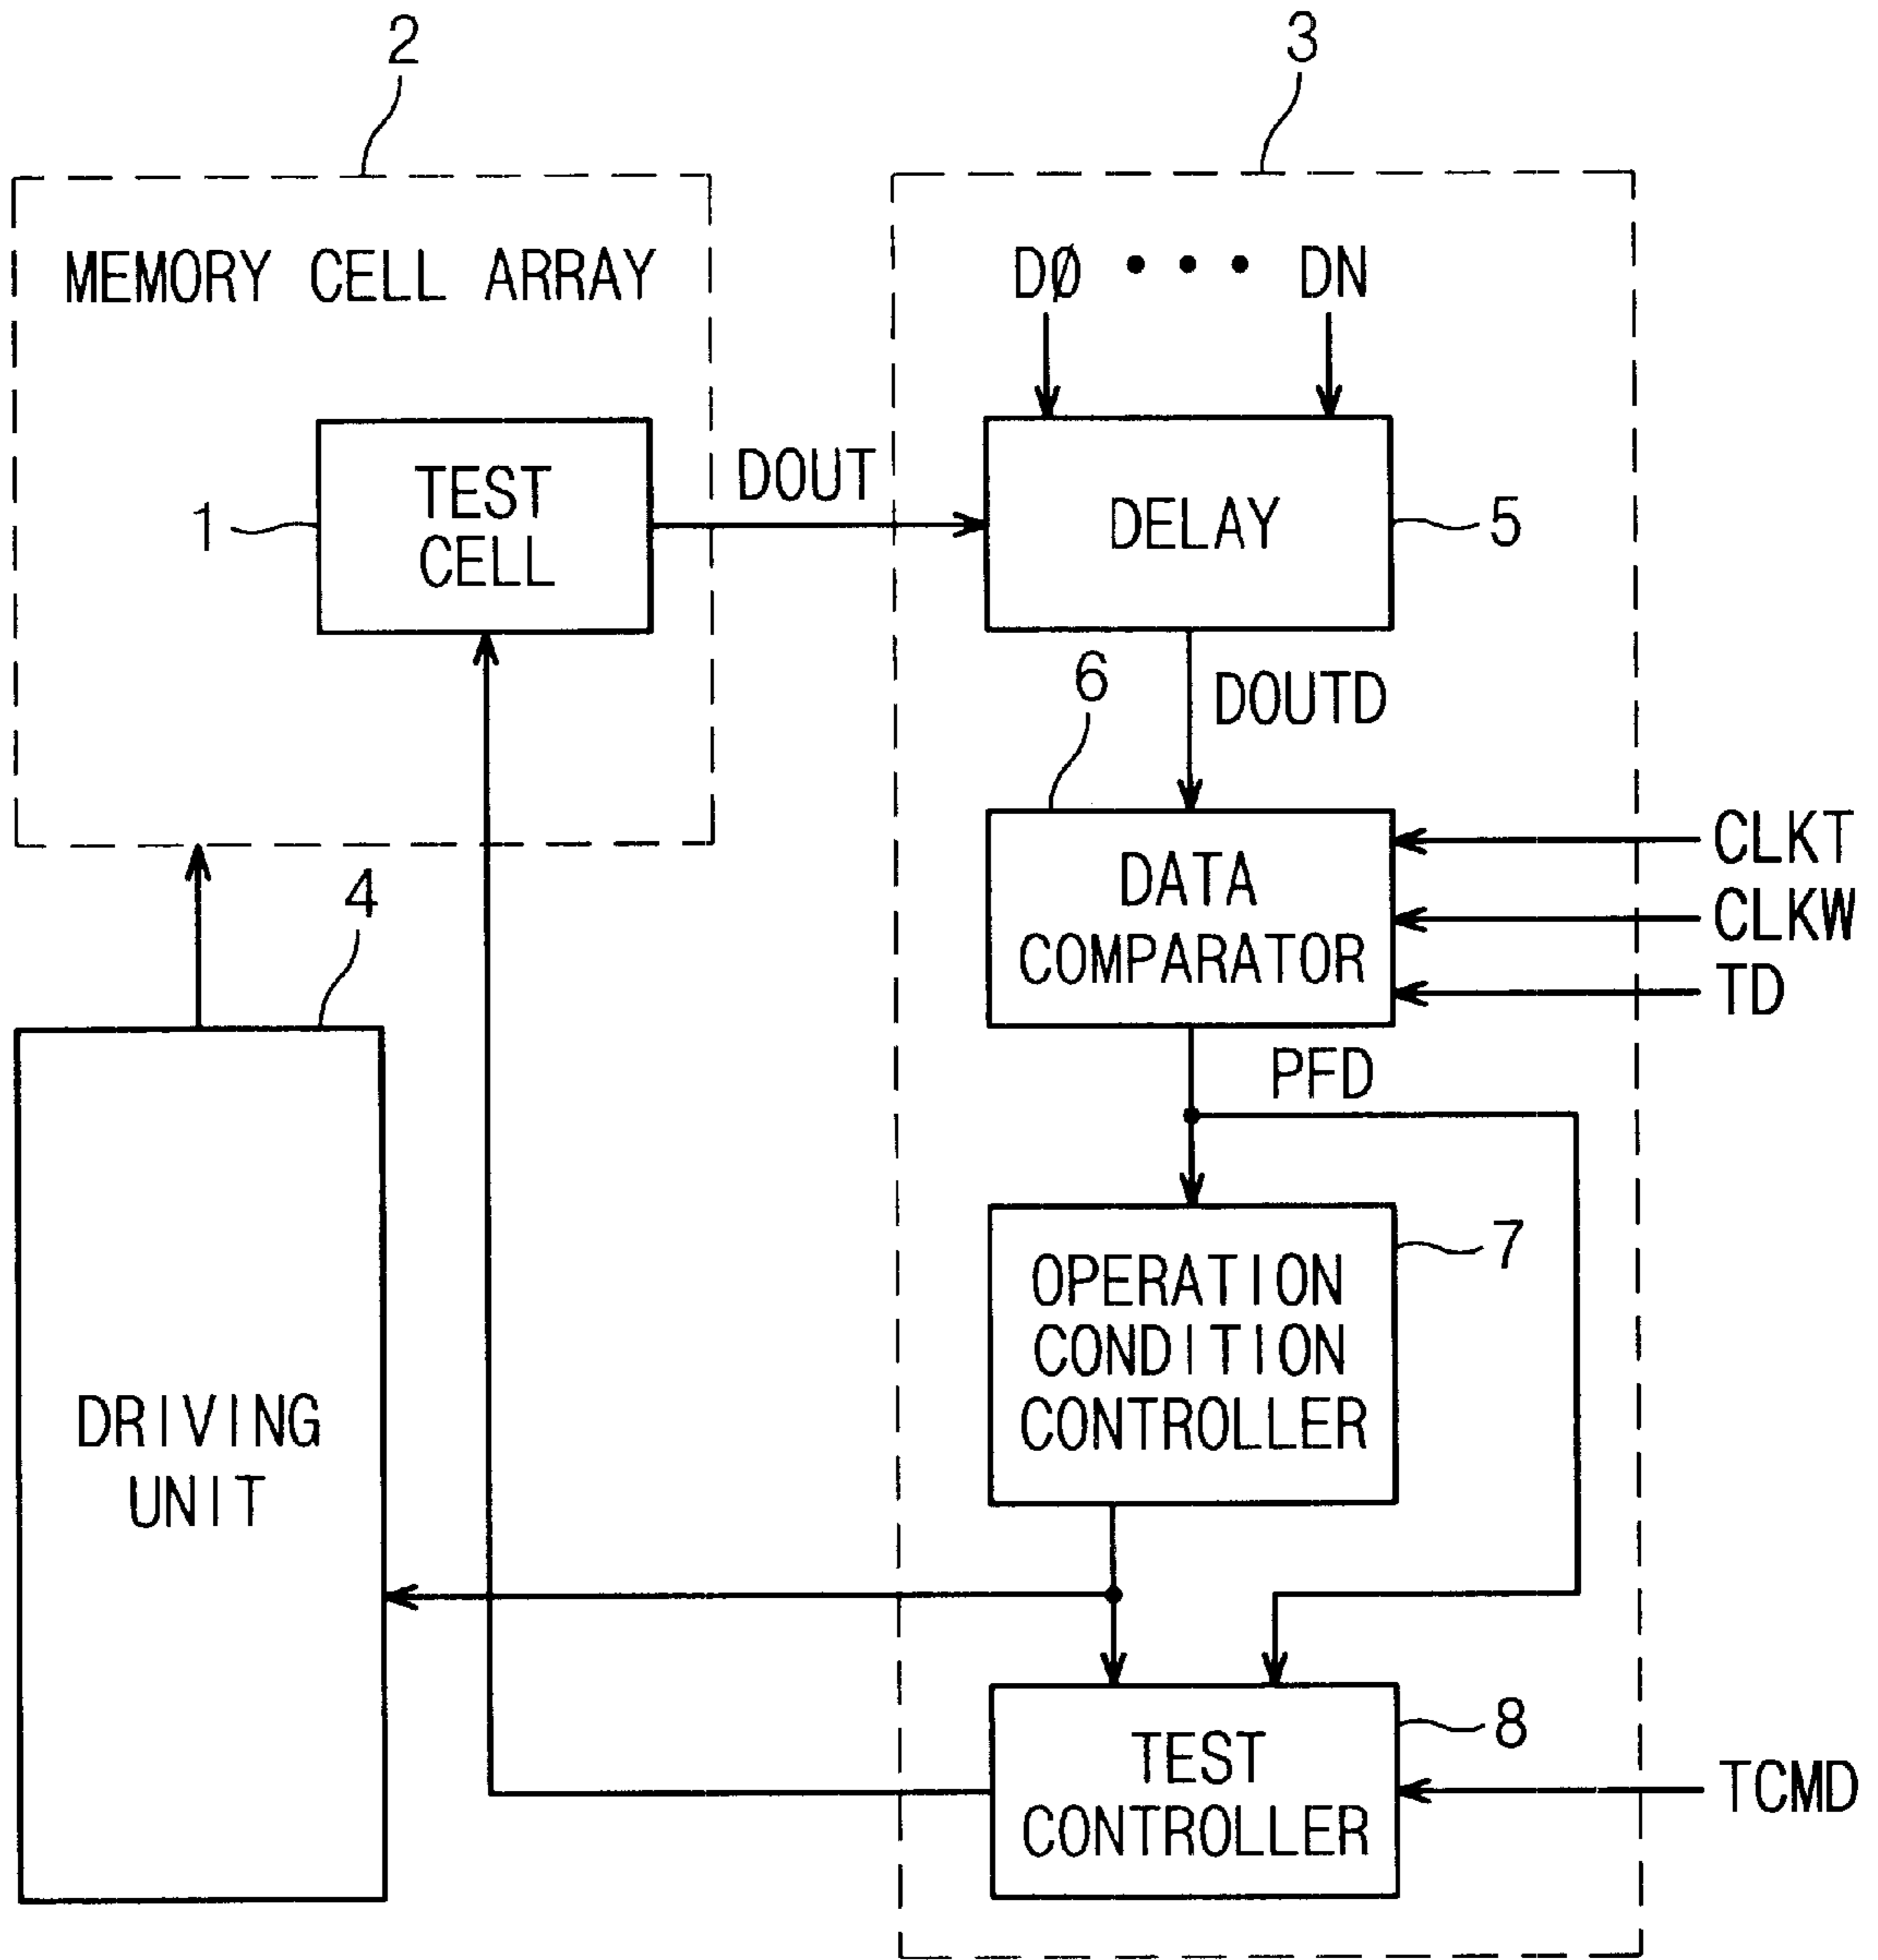 2
3
MEMORY CELL ARRAY
DØ • • • DN
TEST
CELL
1
DOUT
DELAY
5
DOUTD
6
DATA
COMPARATOR
CLKT
CLKW
TD
4
PFD
OPERATION
CONDITION
CONTROLLER
7
DRIVING
UNIT
TEST
CONTROLLER
8
TCMD